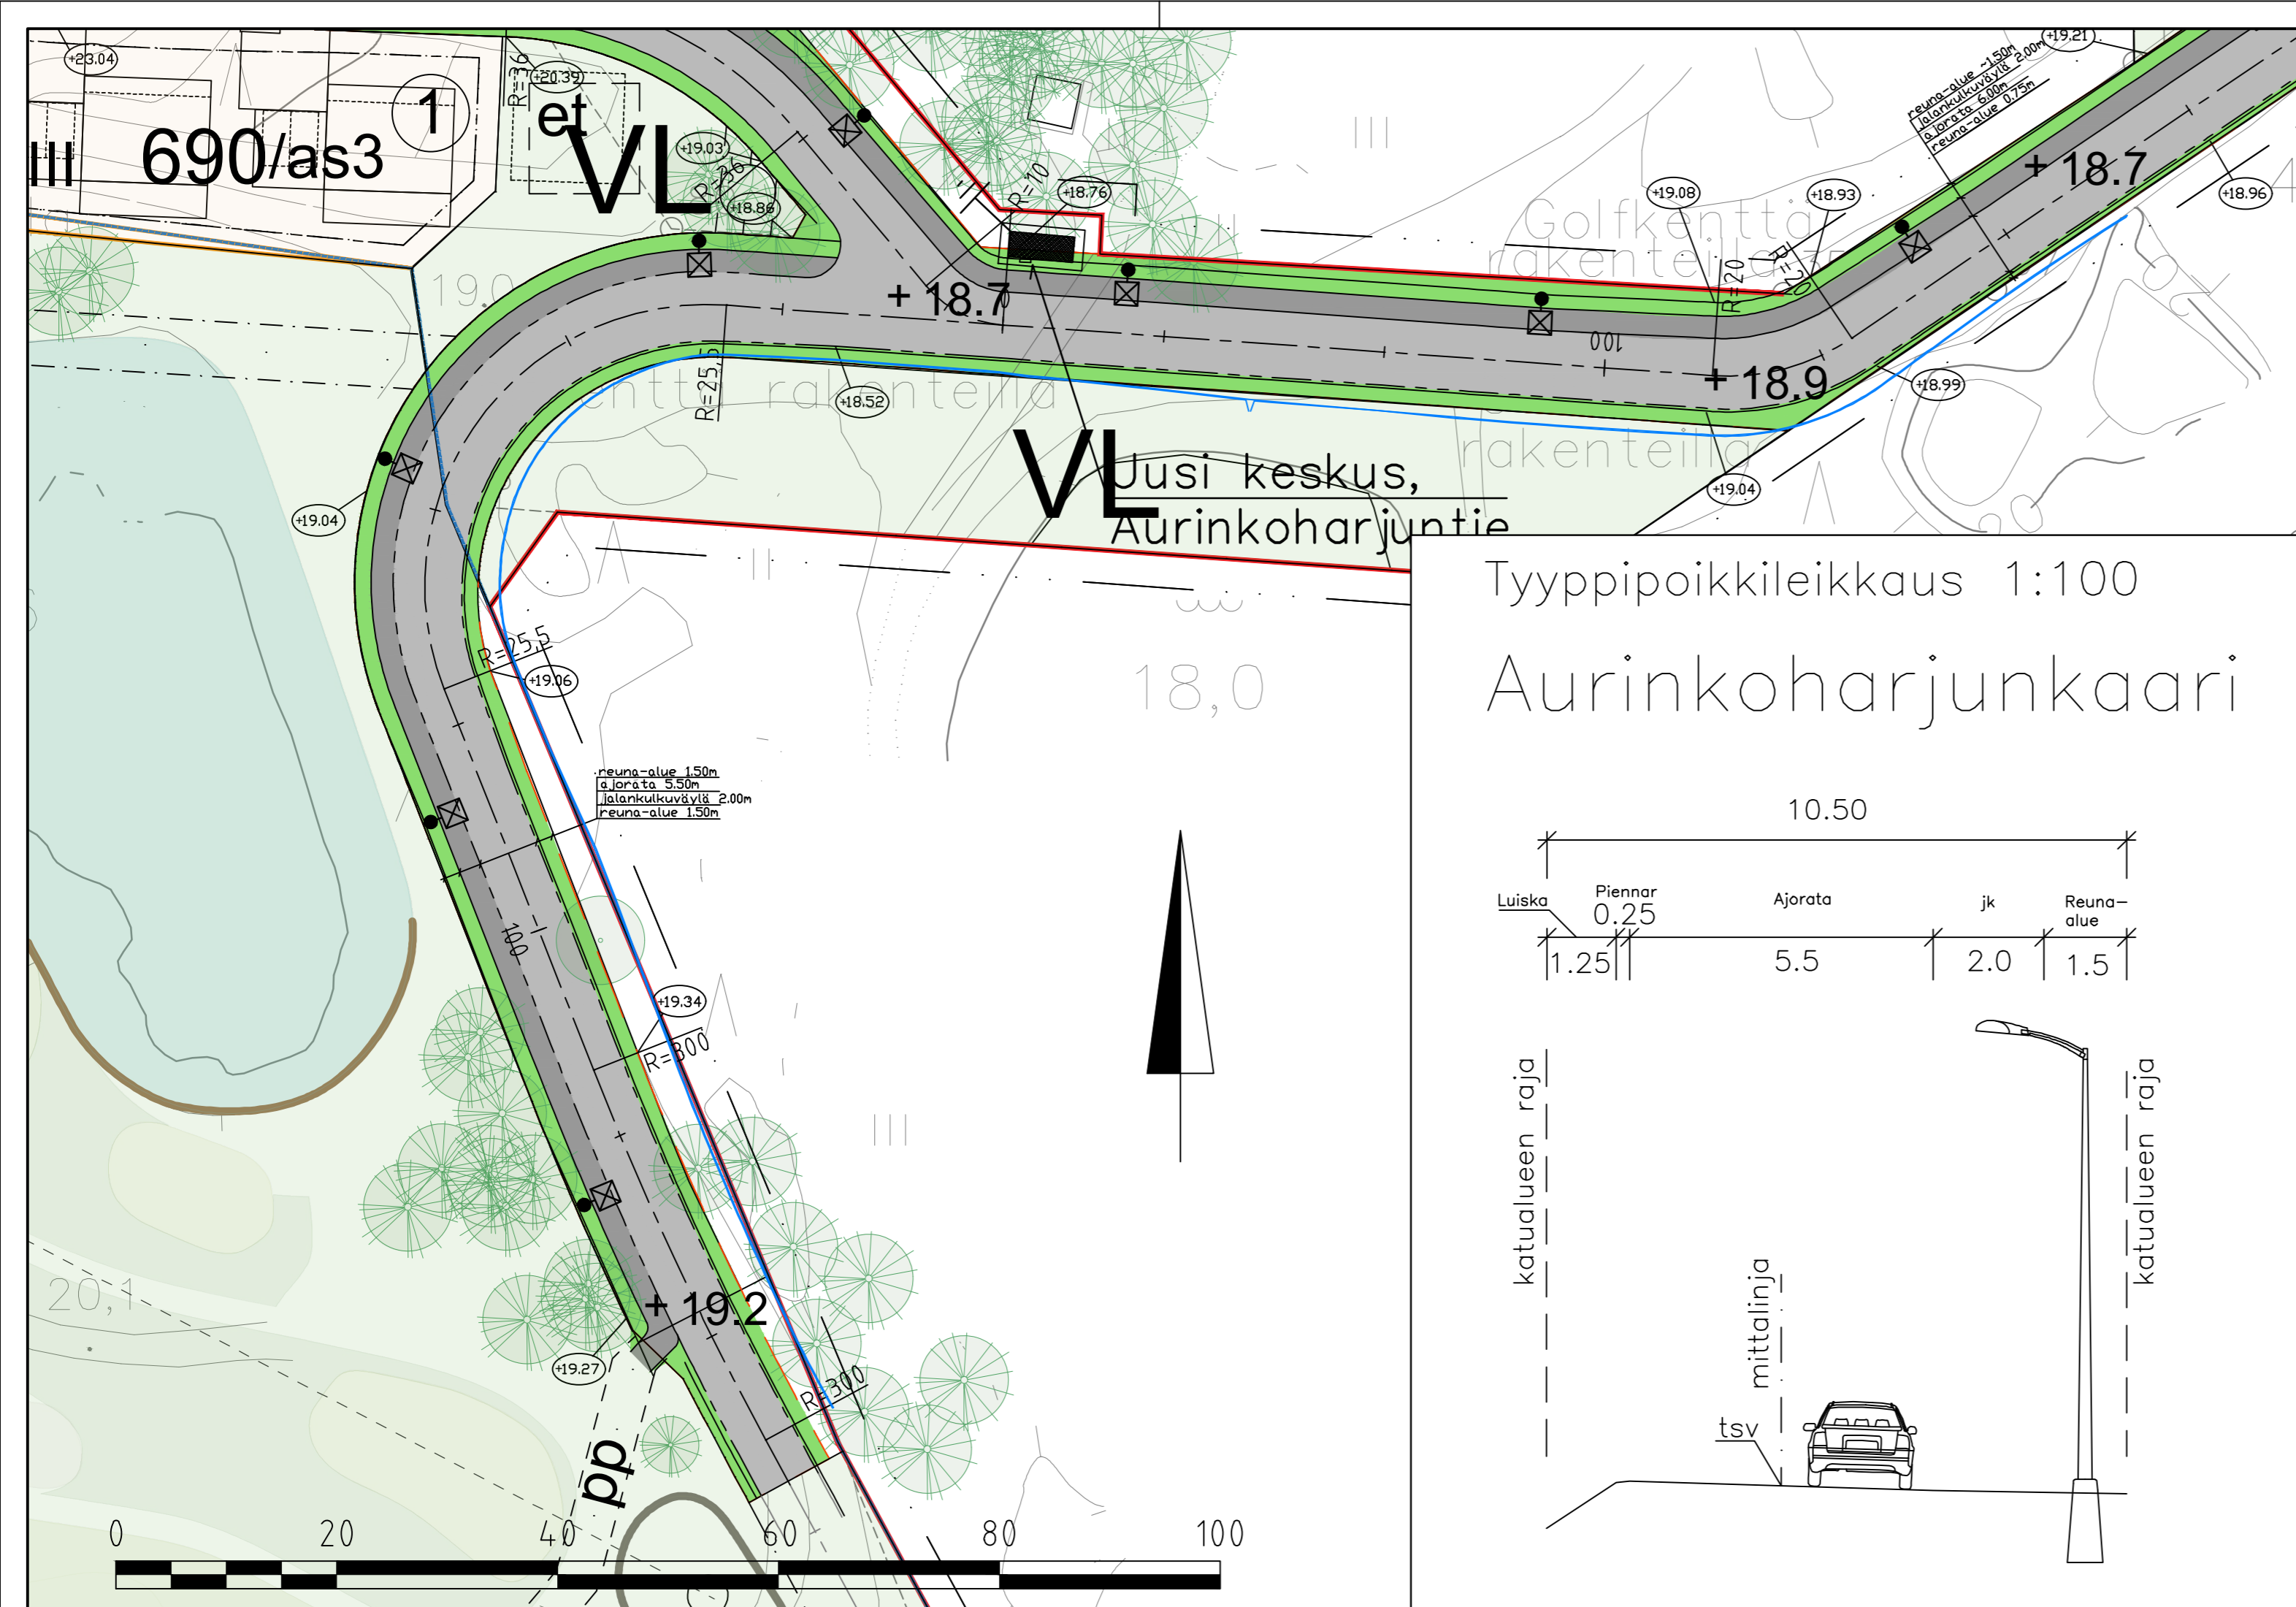 +23.04
R=36
+20.39
1
et
III
690/as3
VL
+19.03
R=36
+18.86
R=10
+18.76
III
II
reuna-alue ~1.50m
jalankulkuväylä 2.00m
ajorata 6.00m
reuna-alue 0.75m
+19.21
+ 18.7
+18.96
+19.08
+18.93
Golfkenttä
rakenteilla
R=20
R=20
19,0
+ 18.7
100
+ 18.9
+18.99
R=25,5
+18.52
rakenteilla
V
rakenteilla
+19.04
+19.04
VL
Uusi keskus,
Aurinkoharjuntie
II
R=25,5
+19.06
18,0
reuna-alue 1.50m
ajorata 5.50m
jalankulkuväylä 2.00m
reuna-alue 1.50m
100
+19.34
R=300
III
20,1
+ 19.2
+19.27
R=300
pp
0 20 40 60 80 100
Tyyppipoikkileikkaus 1:100
Aurinkoharjunkaari
10.50
Luiska
Piennar
0.25
Ajorata
jk
Reuna-
alue
1.25
5.5
2.0
1.5
katualueen raja
mittalinja
tsv
katualueen raja